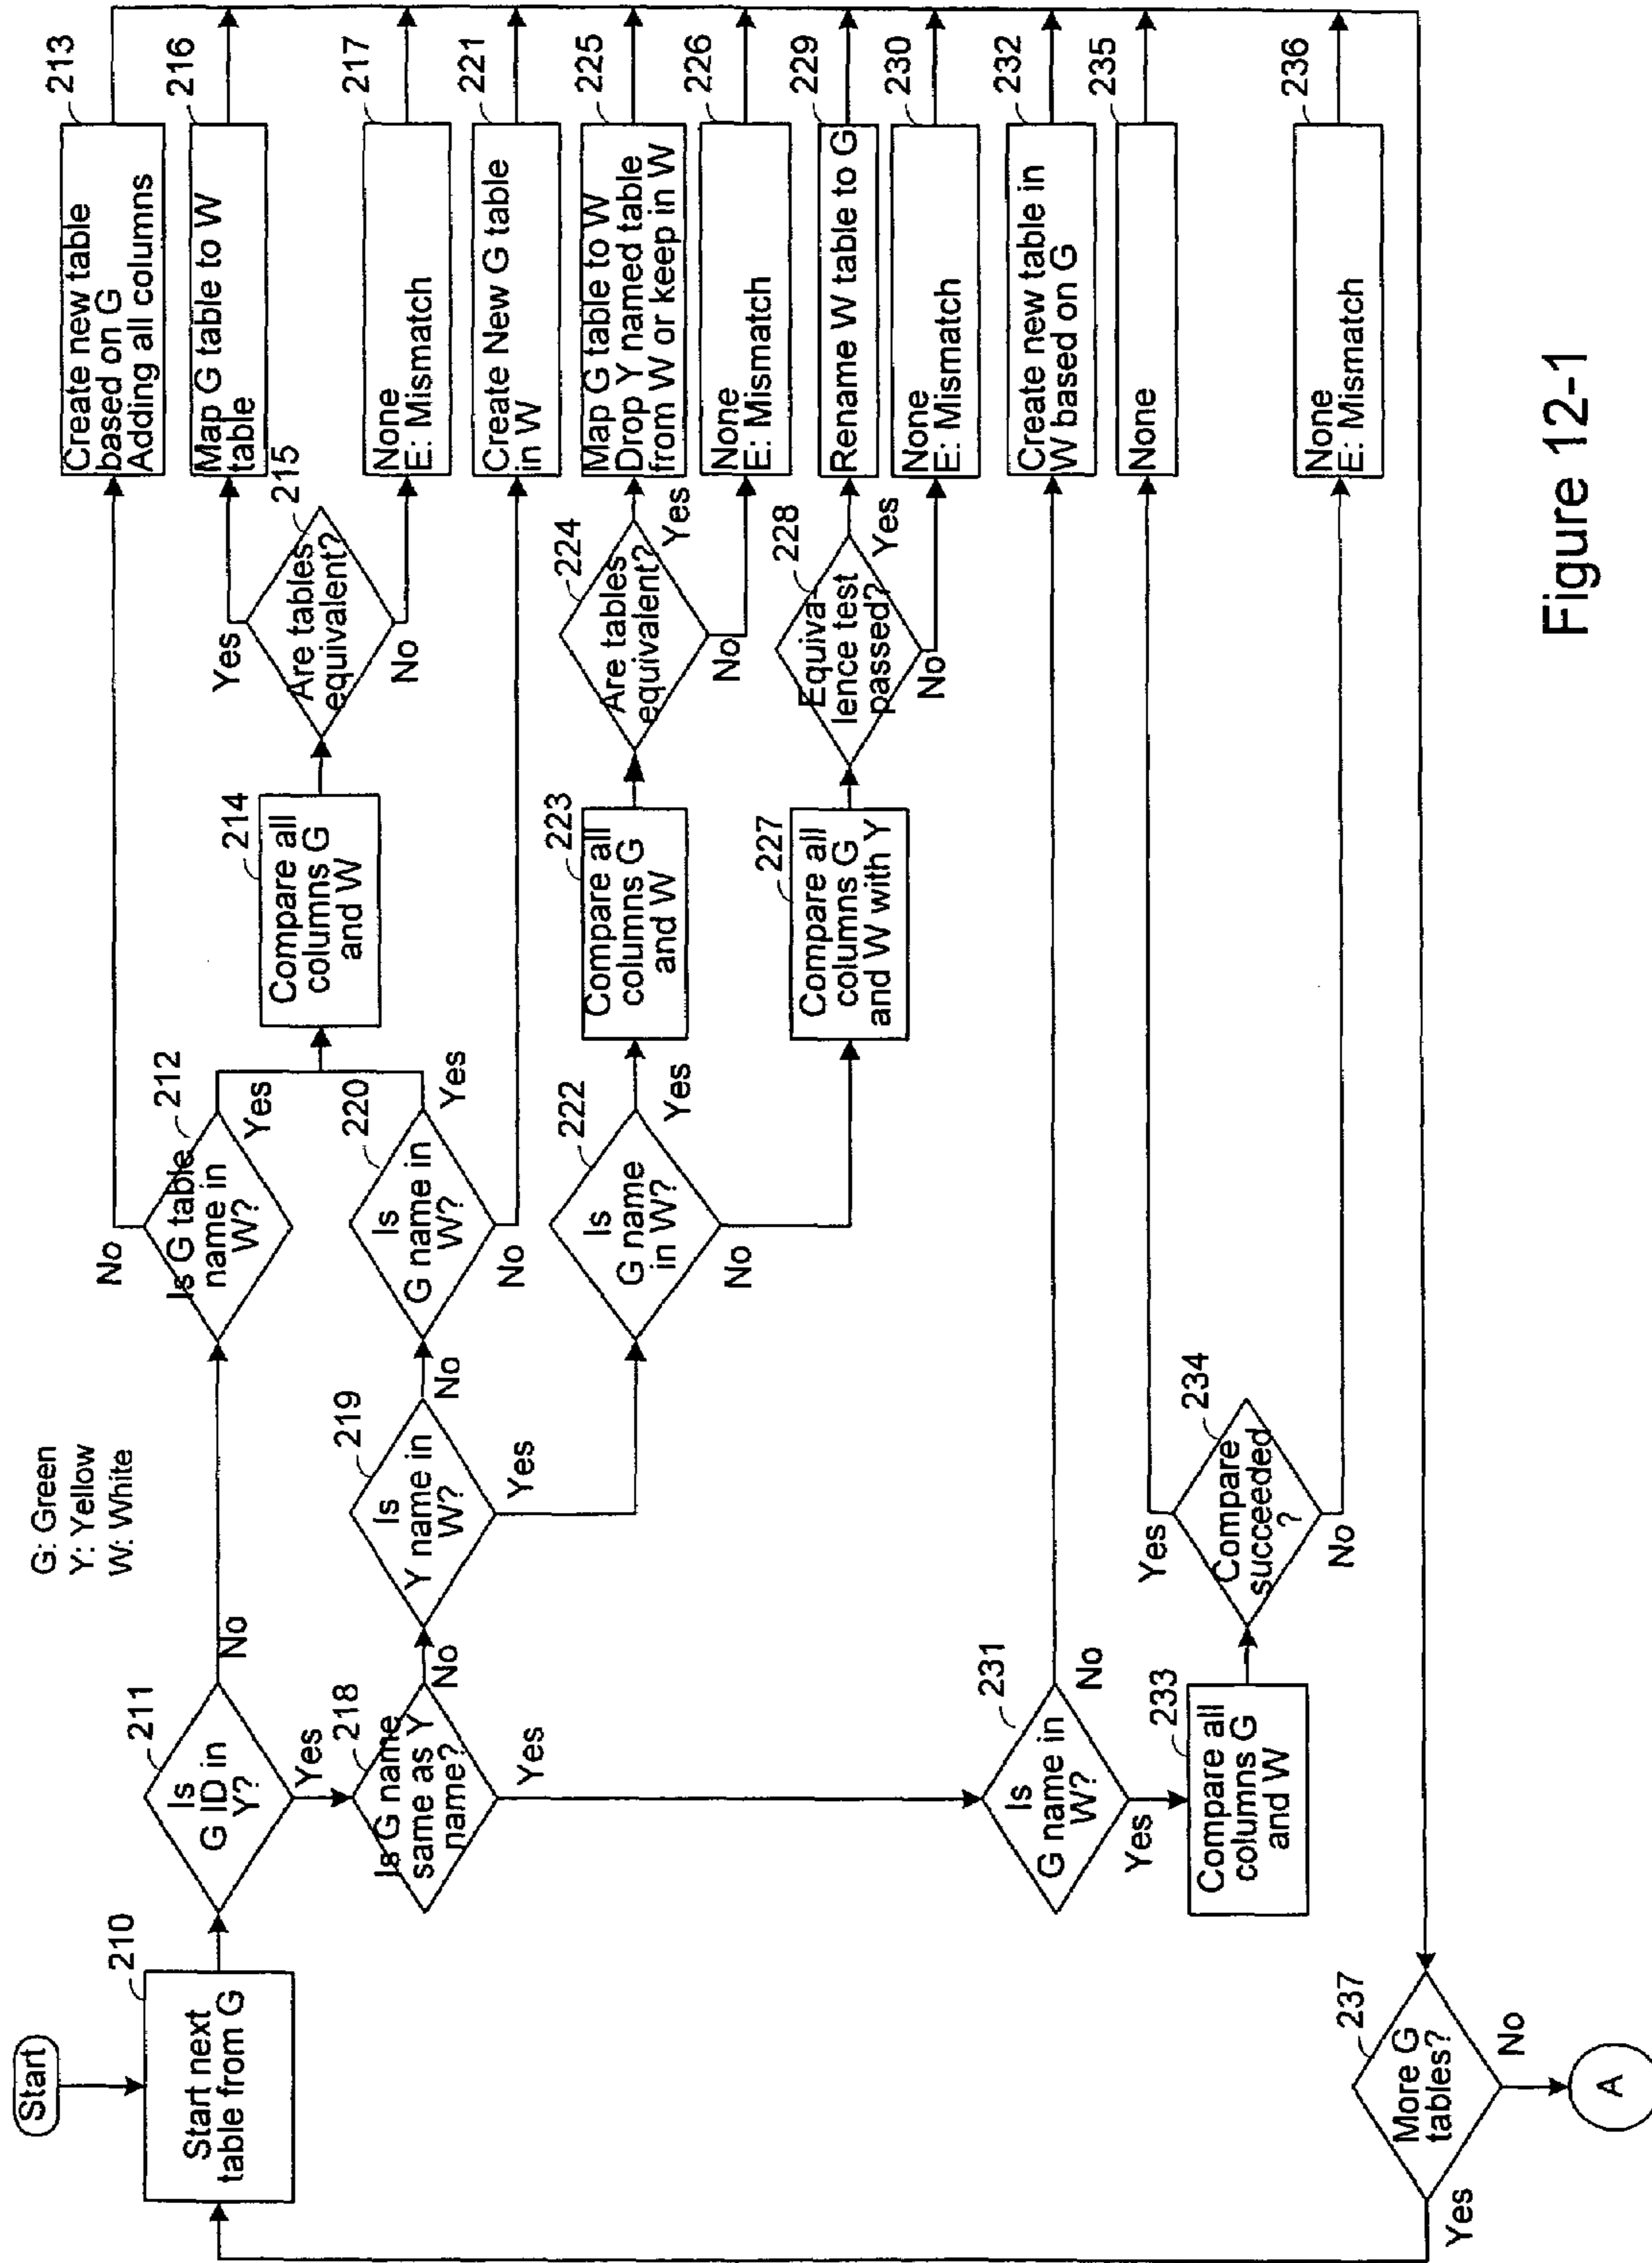 Start
210
Start next
table from G
G: Green
Y: Yellow
W: White
211
Is
G ID in
Y?
No
Yes
212
Is G table
name in
W?
No
Yes
213
Create new table
based on G
Adding all columns
214
Compare all
columns G
and W
215
Are tables
equivalent?
Yes
No
216
Map G table to W
table
217
None
E: Mismatch
218
Is G name
same as Y
name?
No
Yes
219
Is
Y name in
W?
No
Yes
220
Is
G name in
W?
Yes
No
221
Create New G table
in W
222
Is
G name
in W?
Yes
No
223
Compare all
columns G
and W
224
Are tables
equivalent?
Yes
No
225
Map G table to W
Drop Y named table
from W or keep in W
226
None
E: Mismatch
227
Compare all
columns G
and W with Y
228
Equiva-
lence test
passed?
Yes
No
229
Rename W table to G
230
None
E: Mismatch
231
Is
G name in
W?
No
Yes
232
Create new table in
W based on G
233
Compare all
columns G
and W
234
Compare
succeeded
?
Yes
No
235
None
236
None
E: Mismatch
237
More G
tables?
Yes
No
A
Figure 12-1